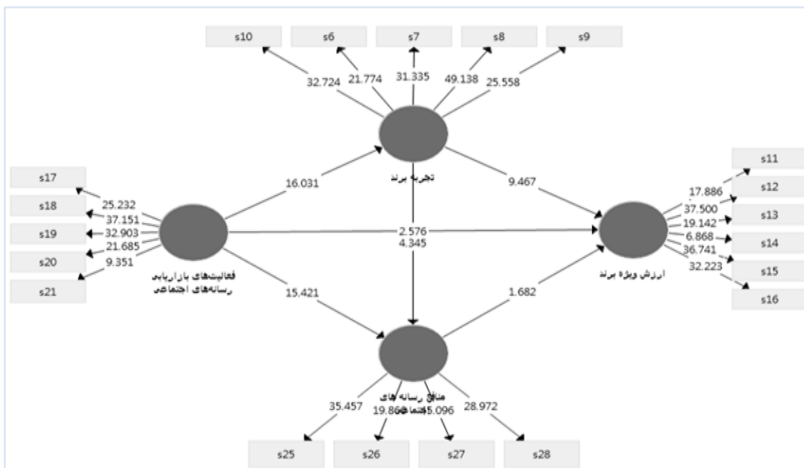 s10
s6
s7
s8
s9
32.724
21.774
31.335
49.138
25.558
تجربه برند
s17
s18
s19
s20
s21
25.232
37.151
32.903
21.685
9.351
فعالیت‌های بازاریابی
رسانه‌های اجتماعی
16.031
9.467
2.576
4.345
15.421
1.682
ارزش ویژه برند
17.886
37.500
19.142
6.868
36.741
32.223
s11
s12
s13
s14
s15
s16
منافع رسانه های
اجتماعی
35.457
28.972
s25
s26
s27
s28